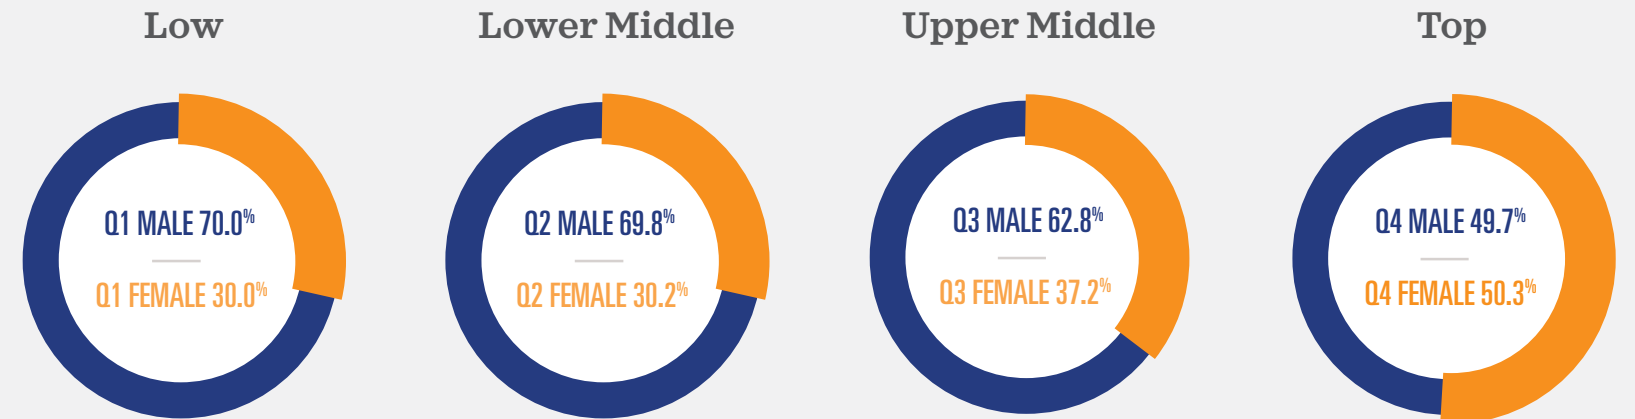 Low
Lower Middle
Upper Middle
Top
Q1 MALE 70.0%
Q1 FEMALE 30.0%
Q2 MALE 69.8%
Q2 FEMALE 30.2%
Q3 MALE 62.8%
Q3 FEMALE 37.2%
Q4 MALE 49.7%
Q4 FEMALE 50.3%